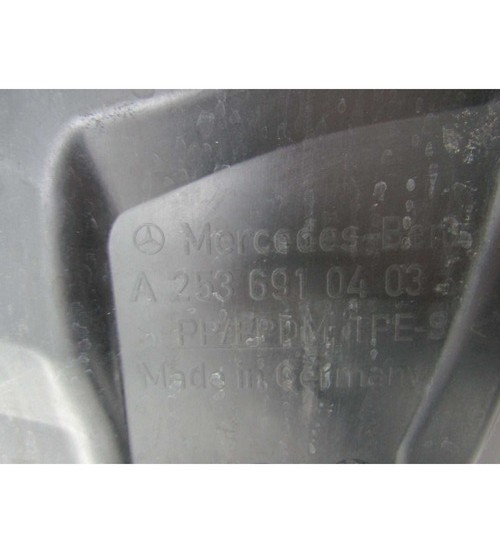 Mercedes-Benz
A 253 691 04 03
PP/EPDM TPE-S
Made in Germany